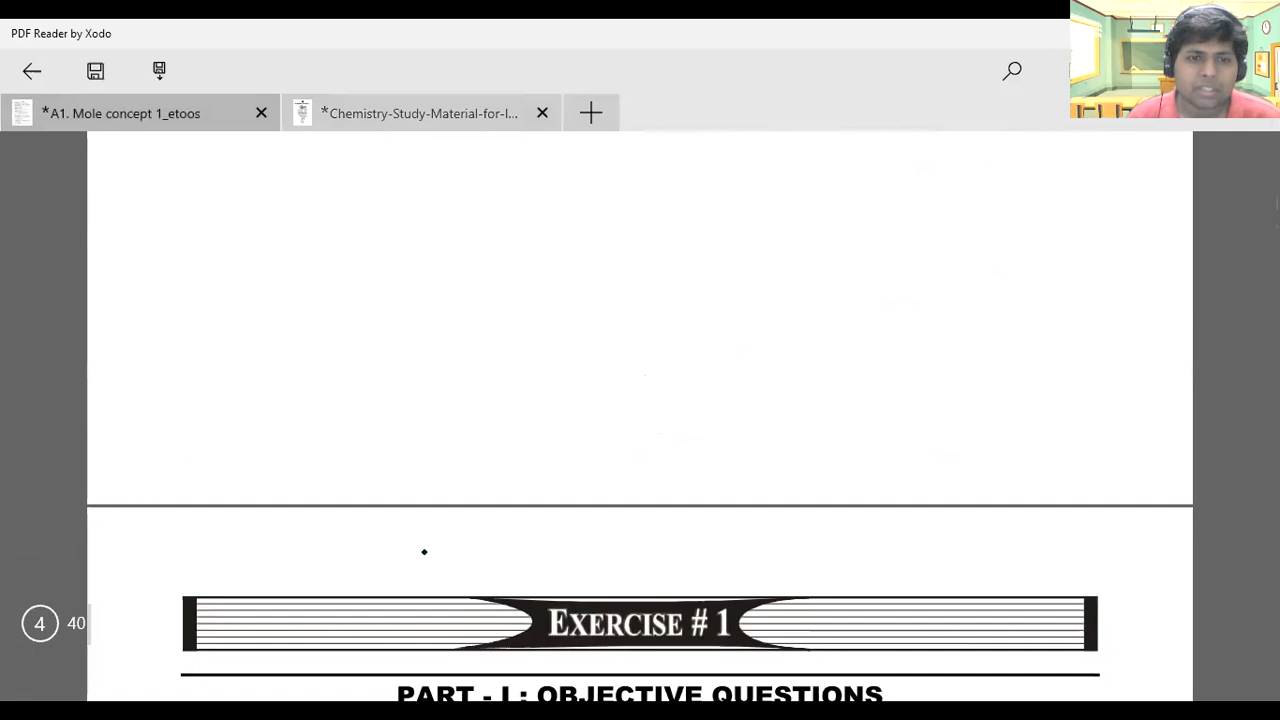 PDF Reader by Xodo
*A1. Mole concept 1_etoos
*Chemistry-Study-Material-for-I...
4 40
EXERCISE # 1
PART - I : OBJECTIVE QUESTIONS